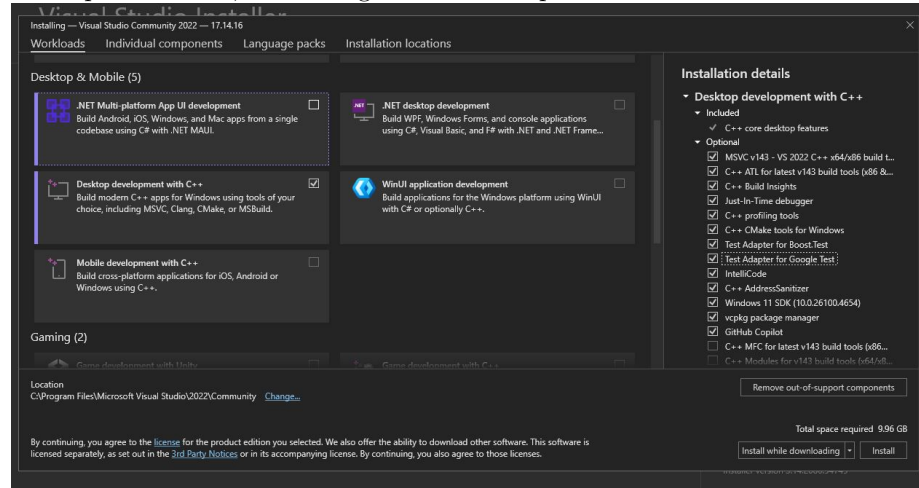 Visual Studio Installer
Installing — Visual Studio Community 2022 — 17.14.16
Workloads Individual components Language packs Installation locations
Desktop & Mobile (5)
.NET Multi-platform App UI development
Build Android, iOS, Windows, and Mac apps from a single
codebase using C# with .NET MAUI.
.NET desktop development
Build WPF, Windows Forms, and console applications
using C#, Visual Basic, and F# with .NET and .NET Frame...
Desktop development with C++
Build modern C++ apps for Windows using tools of your
choice, including MSVC, Clang, CMake, or MSBuild.
WinUI application development
Build applications for the Windows platform using WinUI
with C# or optionally C++.
Mobile development with C++
Build cross-platform applications for iOS, Android or
Windows using C++.
Gaming (2)
Game development with Unity
Game development with C++
Installation details
Desktop development with C++
Included
C++ core desktop features
Optional
MSVC v143 - VS 2022 C++ x64/x86 build t...
C++ ATL for latest v143 build tools (x86 &...
C++ Build Insights
Just-In-Time debugger
C++ profiling tools
C++ CMake tools for Windows
Test Adapter for Boost.Test
Test Adapter for Google Test
IntelliCode
C++ AddressSanitizer
Windows 11 SDK (10.0.26100.4654)
vcpkg package manager
GitHub Copilot
C++ MFC for latest v143 build tools (x86...
C++ Modules for v143 build tools (x64/x8...
Location
C:\Program Files\Microsoft Visual Studio\2022\Community Change...
Remove out-of-support components
Total space required 9.96 GB
By continuing, you agree to the license for the product edition you selected. We also offer the ability to download other software. This software is
licensed separately, as set out in the 3rd Party Notices or in its accompanying license. By continuing, you also agree to those licenses.
Install while downloading Install